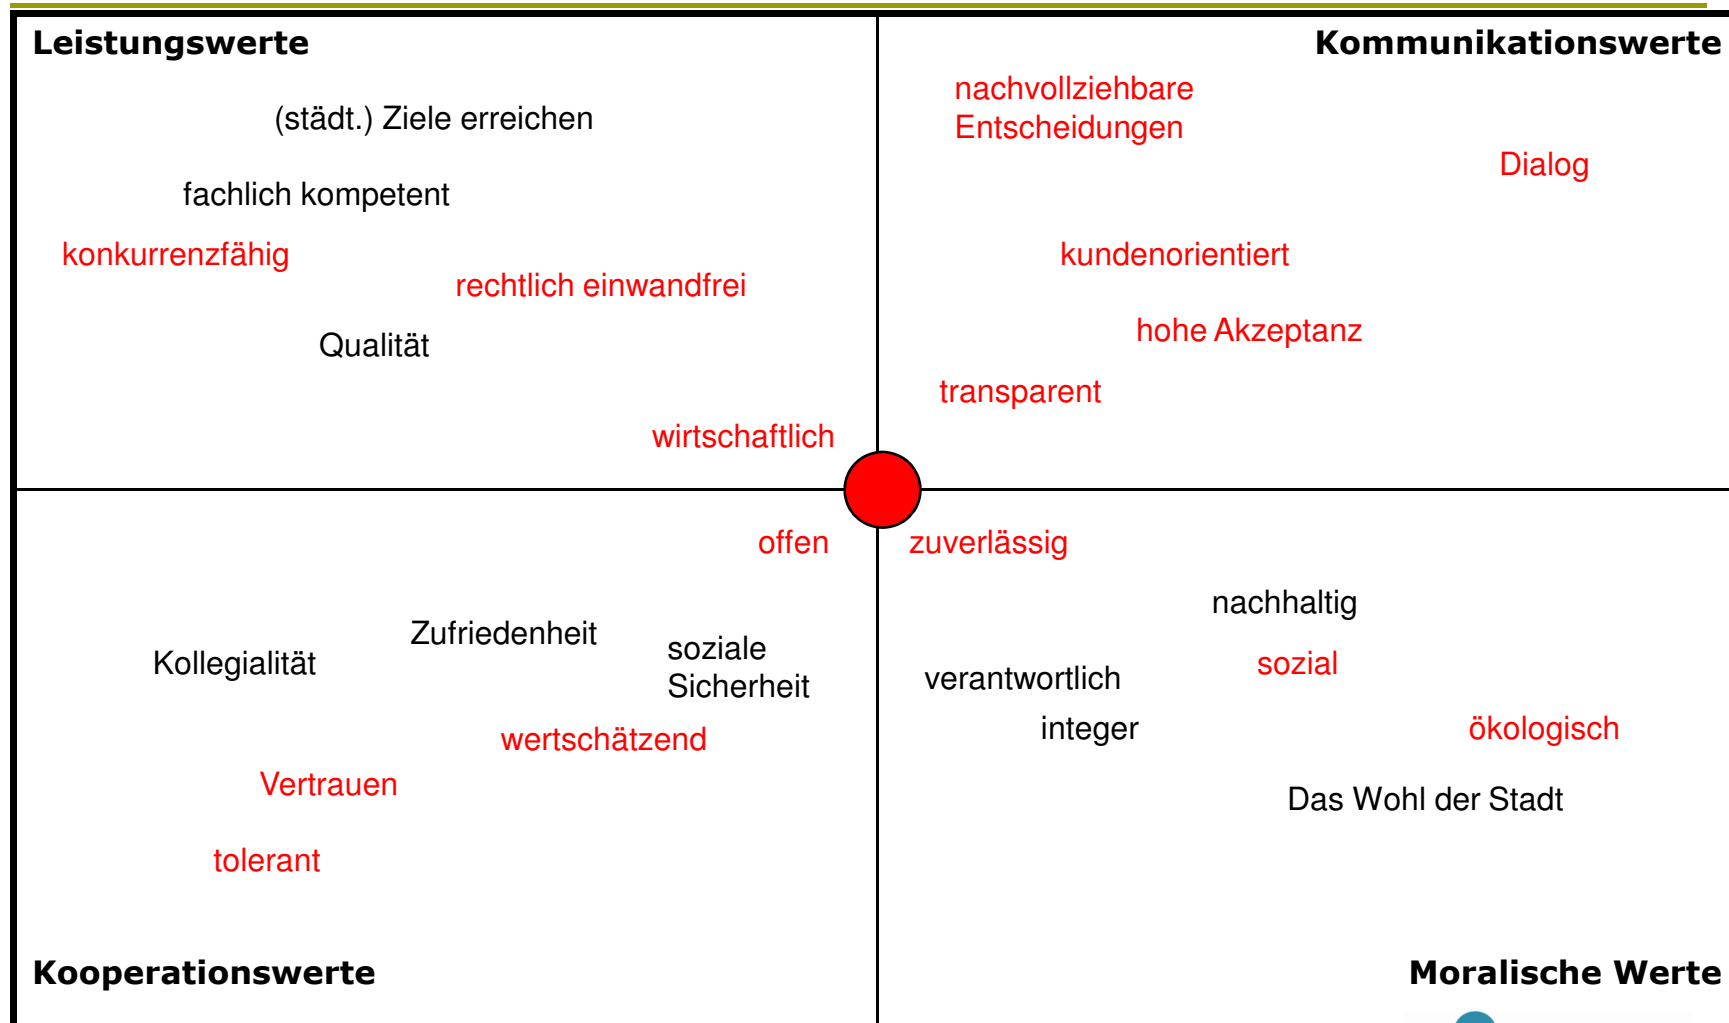 Leistungswerte
(städt.) Ziele erreichen
fachlich kompetent
konkurrenzfähig
rechtlich einwandfrei
Qualität
wirtschaftlich
Kommunikationswerte
nachvollziehbare
Entscheidungen
Dialog
kundenorientiert
hohe Akzeptanz
transparent
offen
Zufriedenheit
Kollegialität
soziale
Sicherheit
wertschätzend
Vertrauen
tolerant
Kooperationswerte
zuverlässig
nachhaltig
sozial
verantwortlich
integer
ökologisch
Das Wohl der Stadt
Moralische Werte